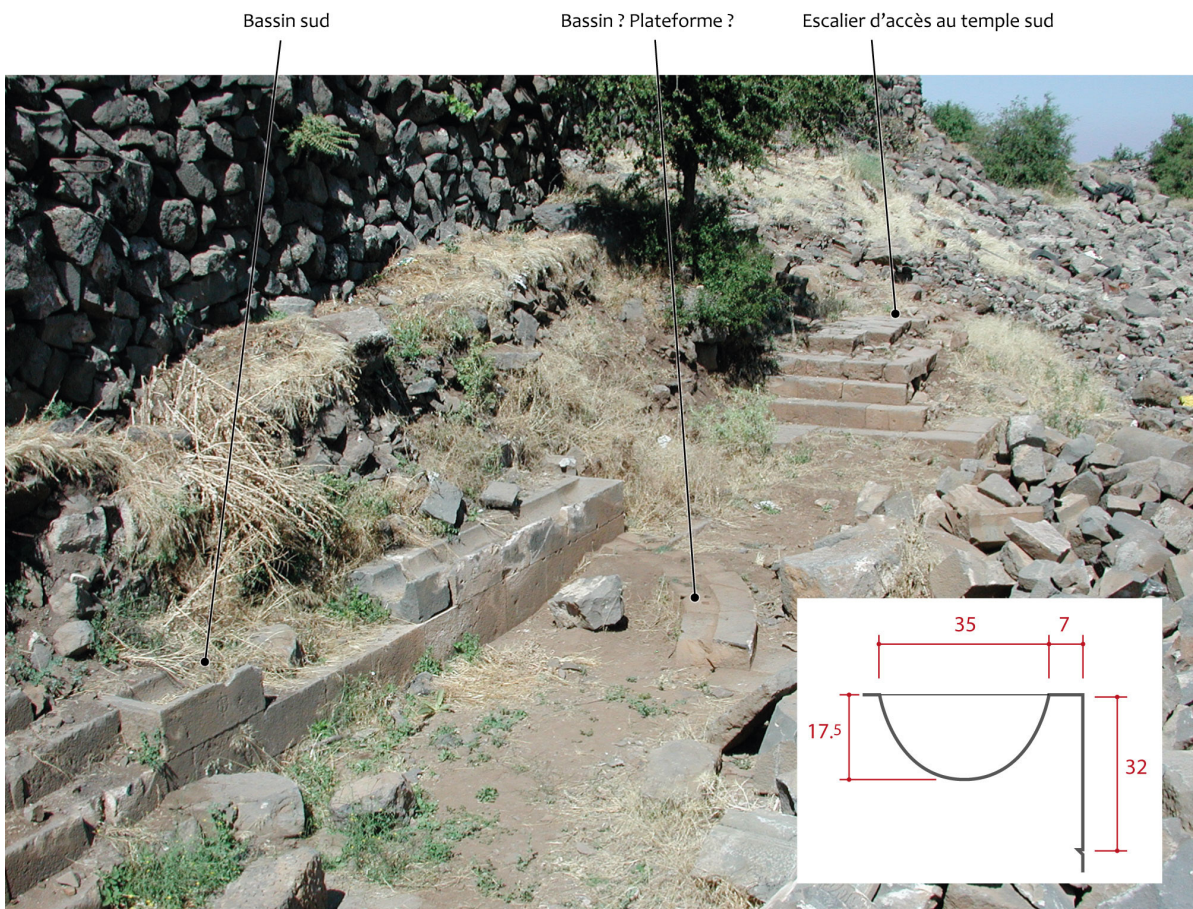 Bassin sud
Bassin ? Plateforme ?
Escalier d’accès au temple sud
35
7
17.5
32